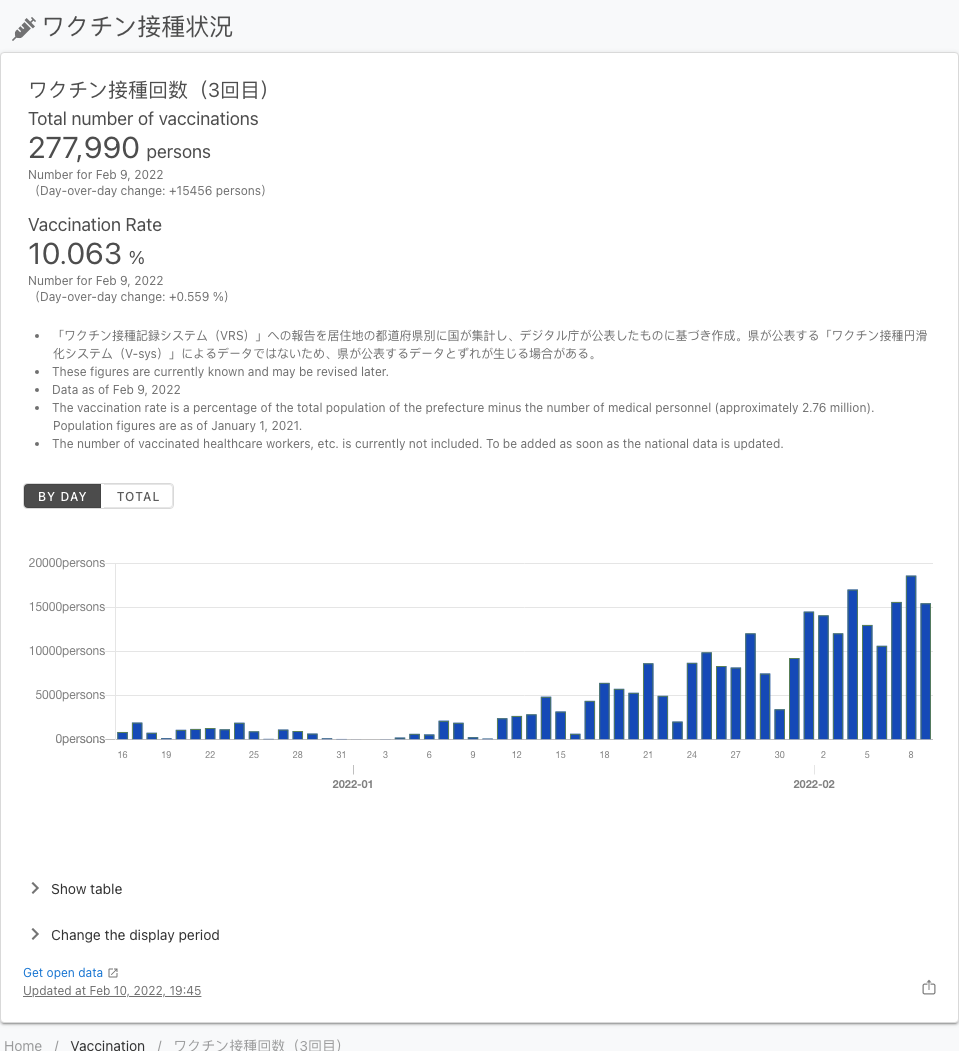 ワクチン接種状況
ワクチン接種回数（3回目）
Total number of vaccinations
277,990 persons
Number for Feb 9, 2022
（Day-over-day change: +15456 persons）
Vaccination Rate
10.063 %
Number for Feb 9, 2022
（Day-over-day change: +0.559 %）
• 「ワクチン接種記録システム（VRS）」への報告を居住地の都道府県別に国が集計し、デジタル庁が公表したものに基づき作成。県が公表する「ワクチン接種円滑
化システム（V-sys）」によるデータではないため、県が公表するデータとずれが生じる場合がある。
• These figures are currently known and may be revised later.
• Data as of Feb 9, 2022
• The vaccination rate is a percentage of the total population of the prefecture minus the number of medical personnel (approximately 2.76 million).
Population figures are as of January 1, 2021.
• The number of vaccinated healthcare workers, etc. is currently not included. To be added as soon as the national data is updated.
BY DAY TOTAL
20000persons
15000persons
10000persons
5000persons
0persons
16 19 22 25 28 31 3 6 9 12 15 18 21 24 27 30 2 5 8
2022-01 2022-02
Show table
Change the display period
Get open data
Updated at Feb 10, 2022, 19:45
Home / Vaccination / ワクチン接種回数（3回目）